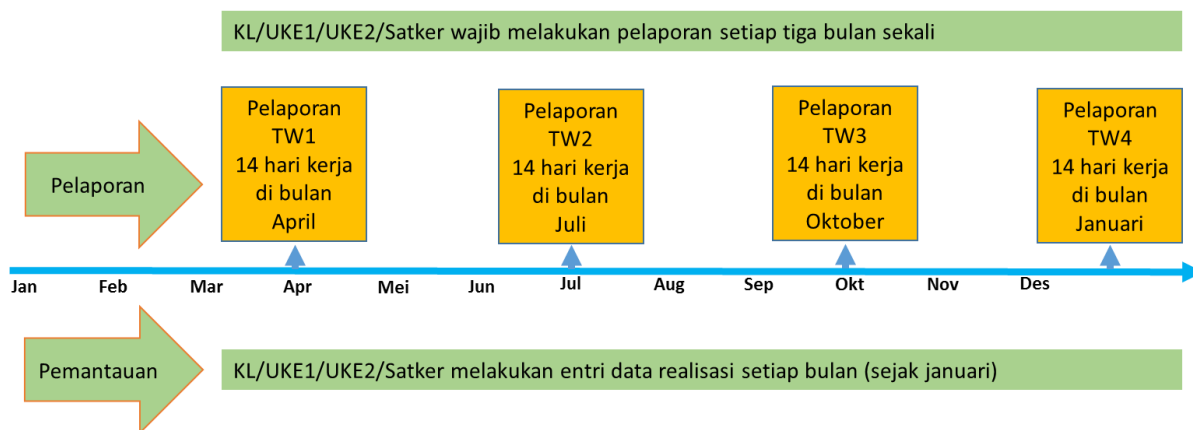 KL/UKE1/UKE2/Satker wajib melakukan pelaporan setiap tiga bulan sekali
Pelaporan
Pelaporan
TW1
14 hari kerja
di bulan
April
Pelaporan
TW2
14 hari kerja
di bulan
Juli
Pelaporan
TW3
14 hari kerja
di bulan
Oktober
Pelaporan
TW4
14 hari kerja
di bulan
Januari
Jan Feb Mar Apr Mei Jun Jul Aug Sep Okt Nov Des
Pemantauan
KL/UKE1/UKE2/Satker melakukan entri data realisasi setiap bulan (sejak januari)